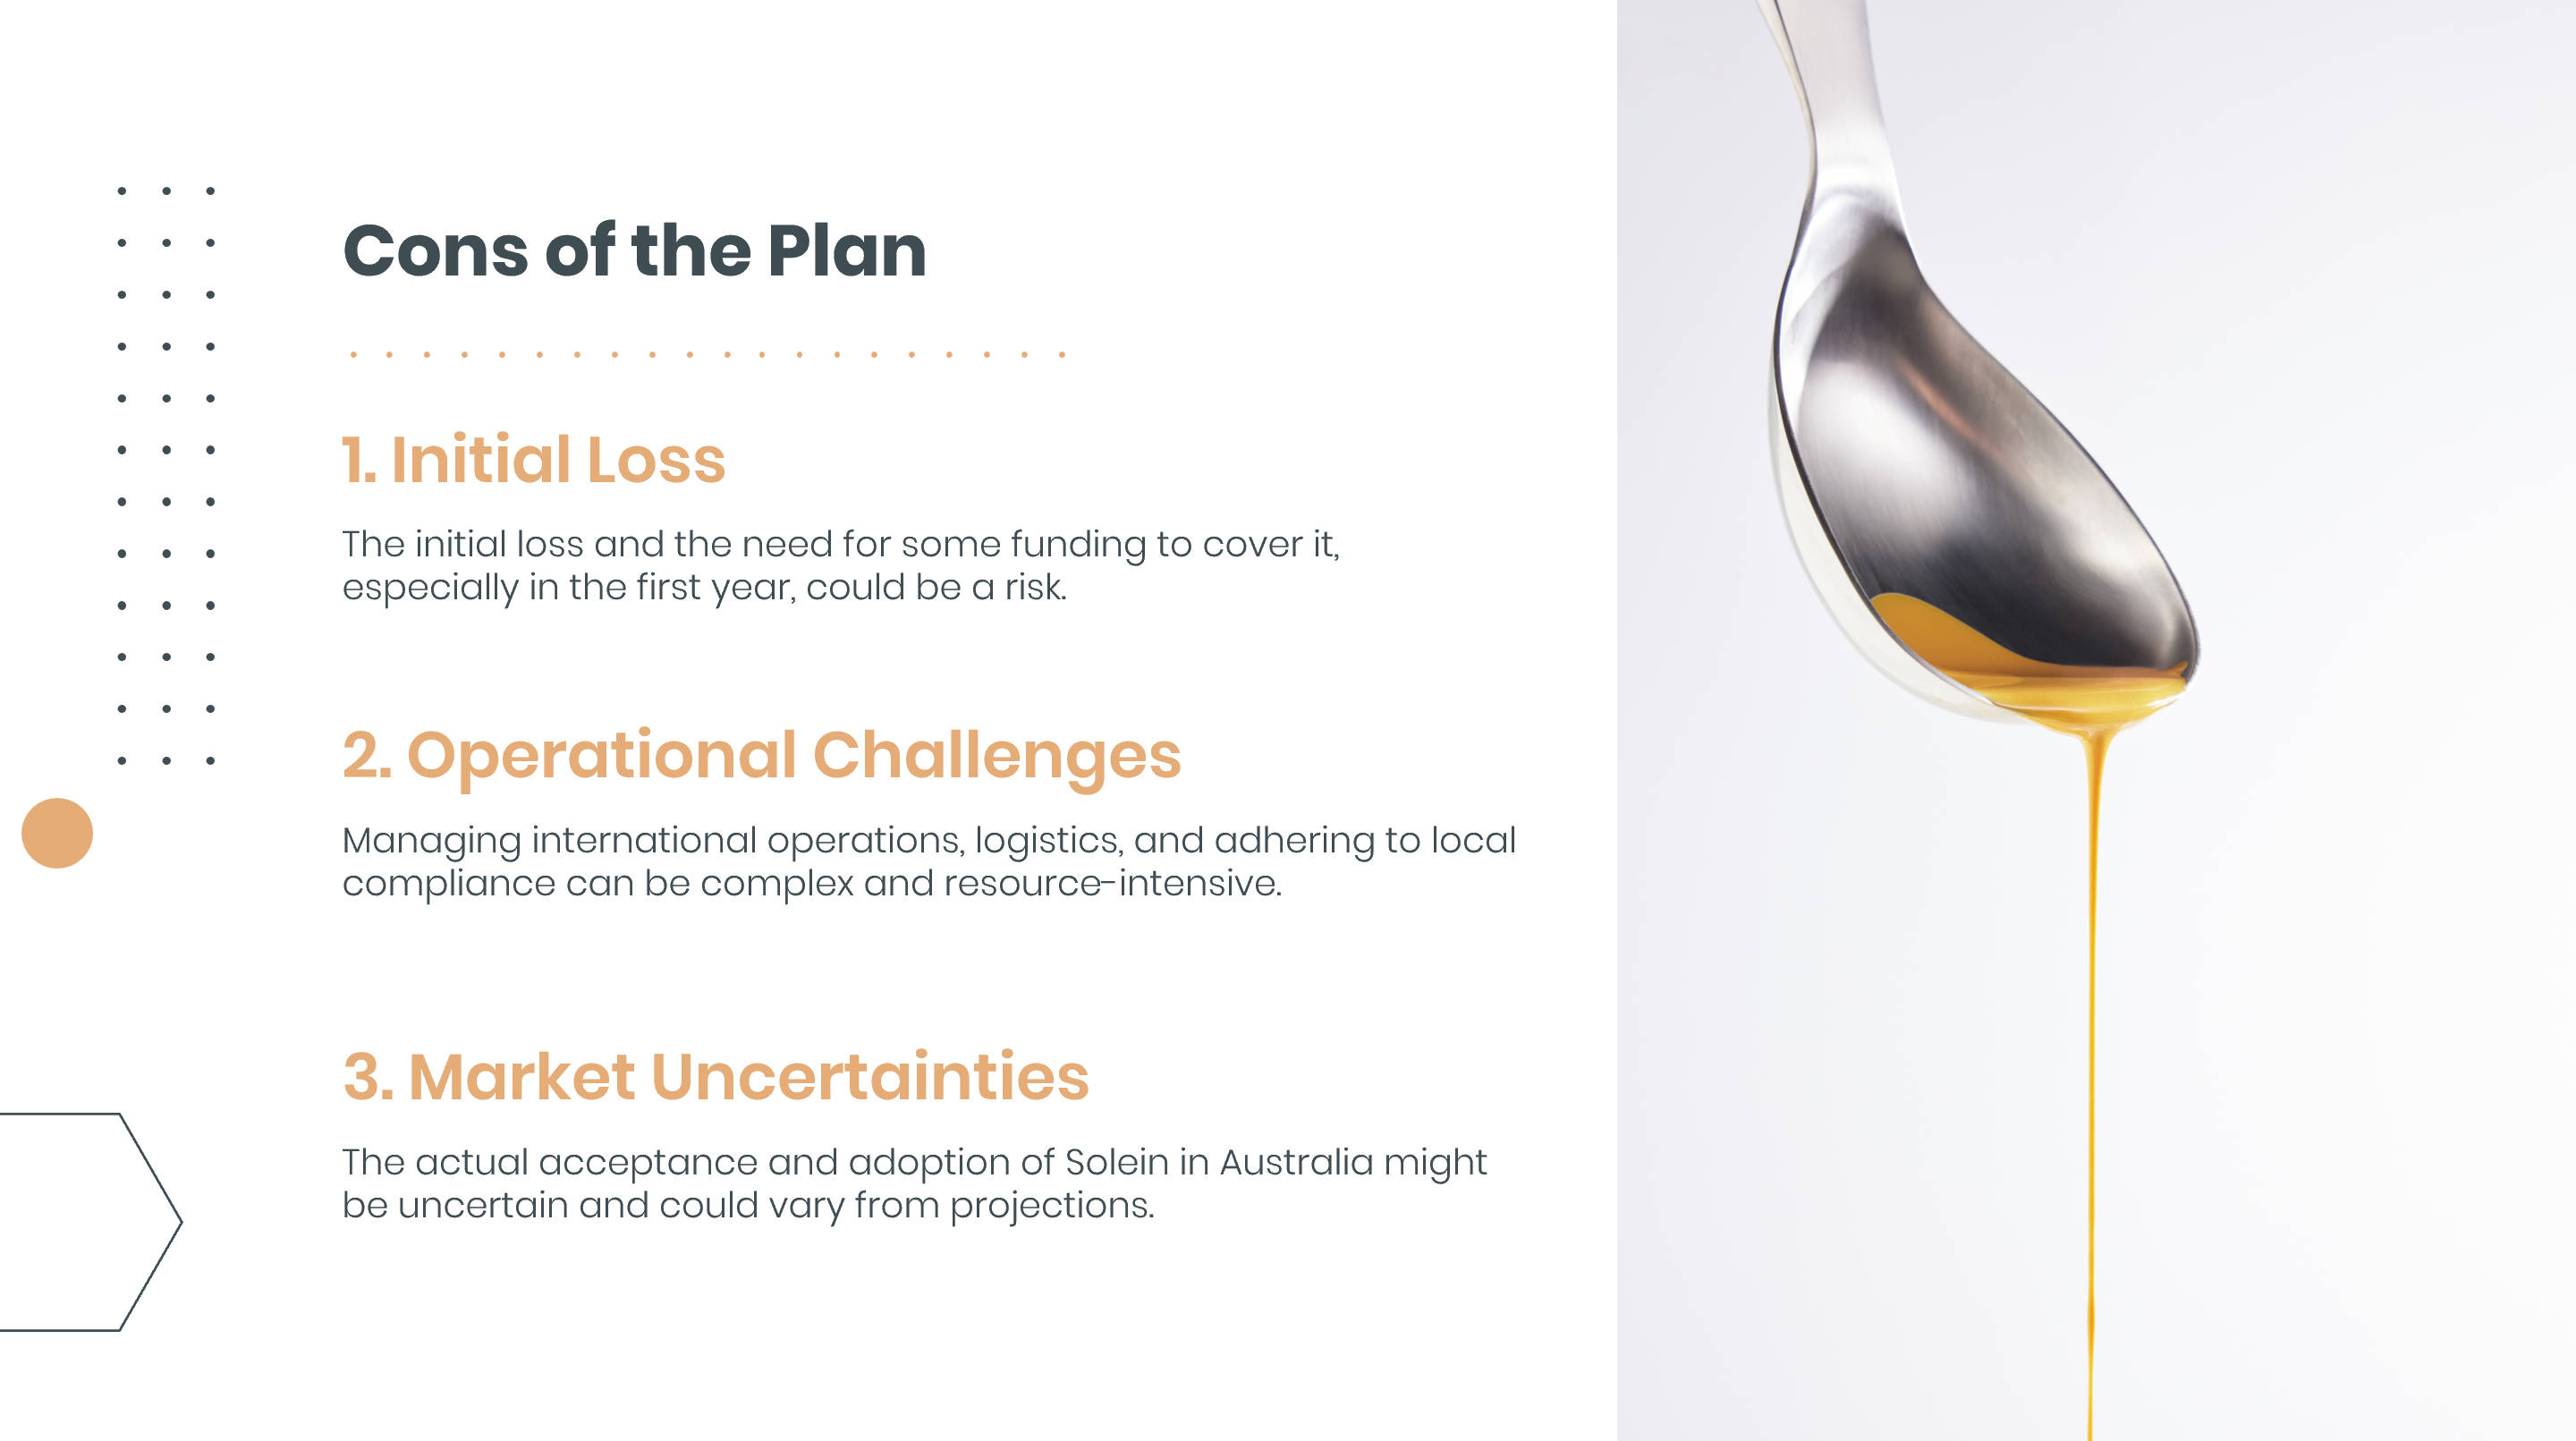 Cons of the Plan
1. Initial Loss
The initial loss and the need for some funding to cover it,
especially in the first year, could be a risk.
2. Operational Challenges
Managing international operations, logistics, and adhering to local
compliance can be complex and resource-intensive.
3. Market Uncertainties
The actual acceptance and adoption of Solein in Australia might
be uncertain and could vary from projections.